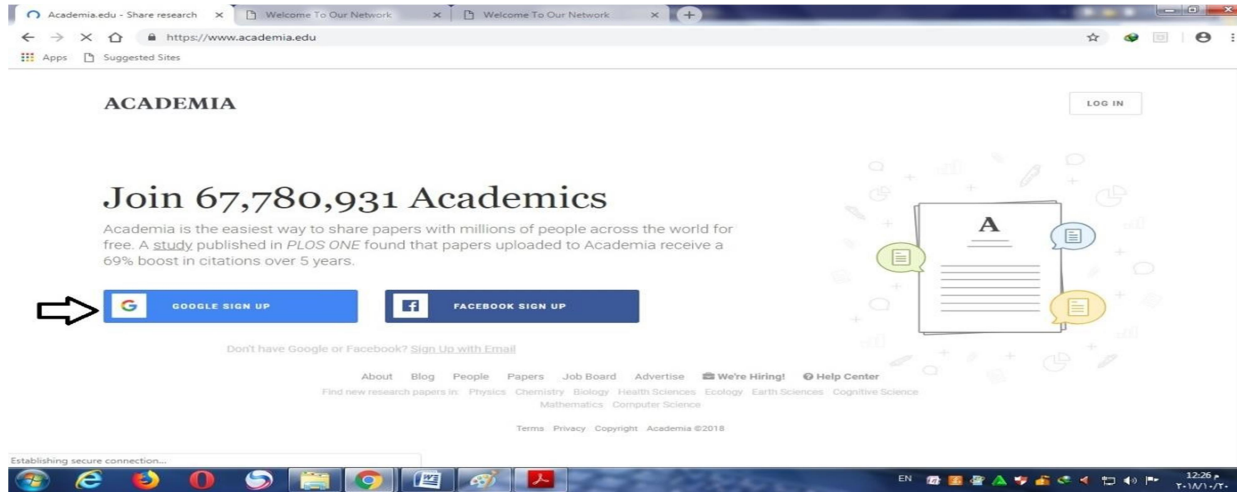 Academia.edu - Share research
Welcome To Our Network
Welcome To Our Network
https://www.academia.edu
Apps
Suggested Sites
ACADEMIA
LOG IN
Join 67,780,931 Academics
Academia is the easiest way to share papers with millions of people across the world for
free. A study published in PLOS ONE found that papers uploaded to Academia receive a
69% boost in citations over 5 years.
A
G GOOGLE SIGN UP
f FACEBOOK SIGN UP
Don't have Google or Facebook? Sign Up with Email
About Blog People Papers Job Board Advertise We're Hiring! Help Center
Find new research papers in: Physics Chemistry Biology Health Sciences Ecology Earth Sciences Cognitive Science
Mathematics Computer Science
Terms Privacy Copyright Academia ©2018
Establishing secure connection...
EN
12:26 م
٢٠١٨/١٠/٢٠